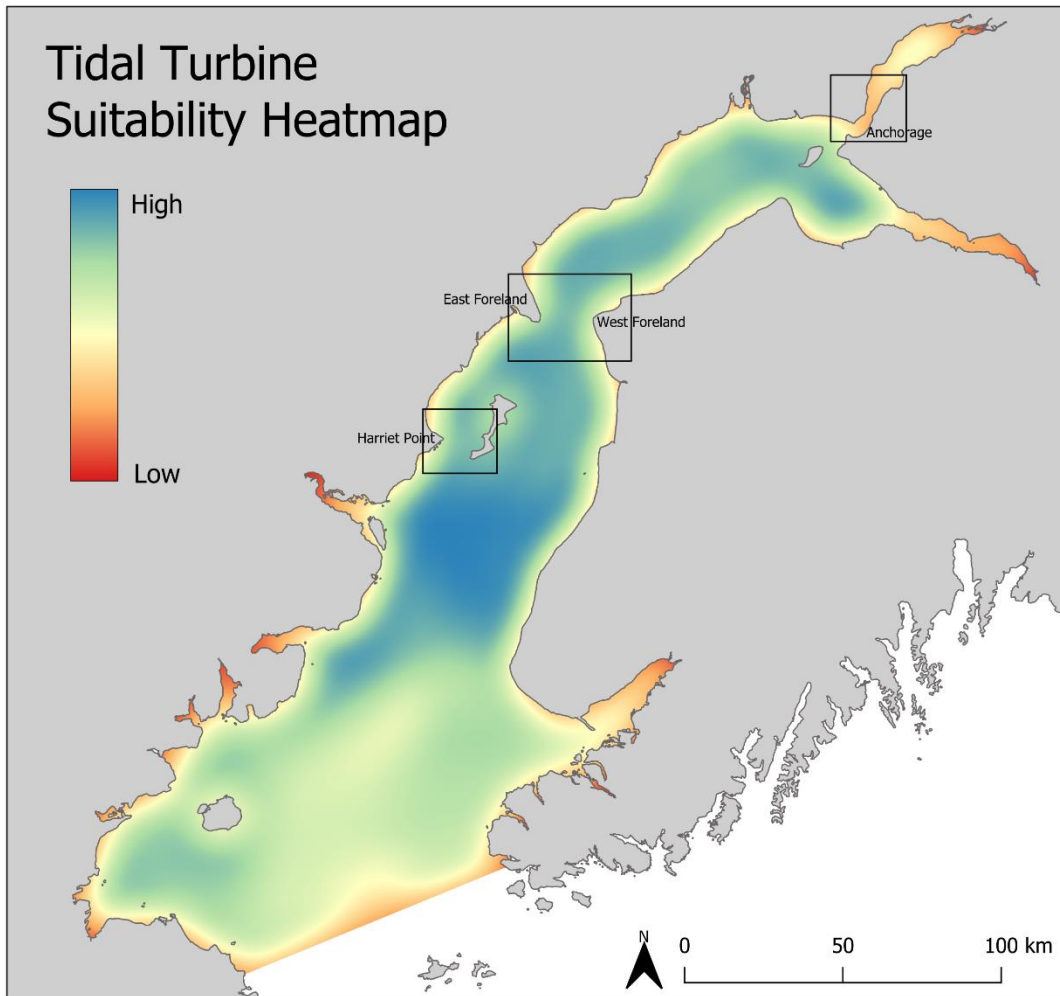 Tidal Turbine
Suitability Heatmap
High
Low
Anchorage
East Foreland
West Foreland
Harriet Point
N
0 50 100 km